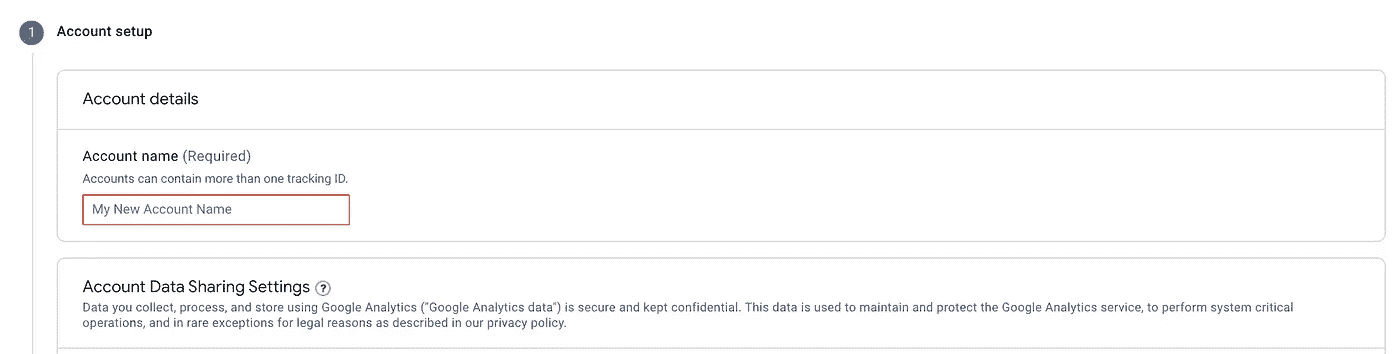 1 Account setup
Account details
Account name (Required)
Accounts can contain more than one tracking ID.
My New Account Name
Account Data Sharing Settings ?
Data you collect, process, and store using Google Analytics ("Google Analytics data") is secure and kept confidential. This data is used to maintain and protect the Google Analytics service, to perform system critical
operations, and in rare exceptions for legal reasons as described in our privacy policy.